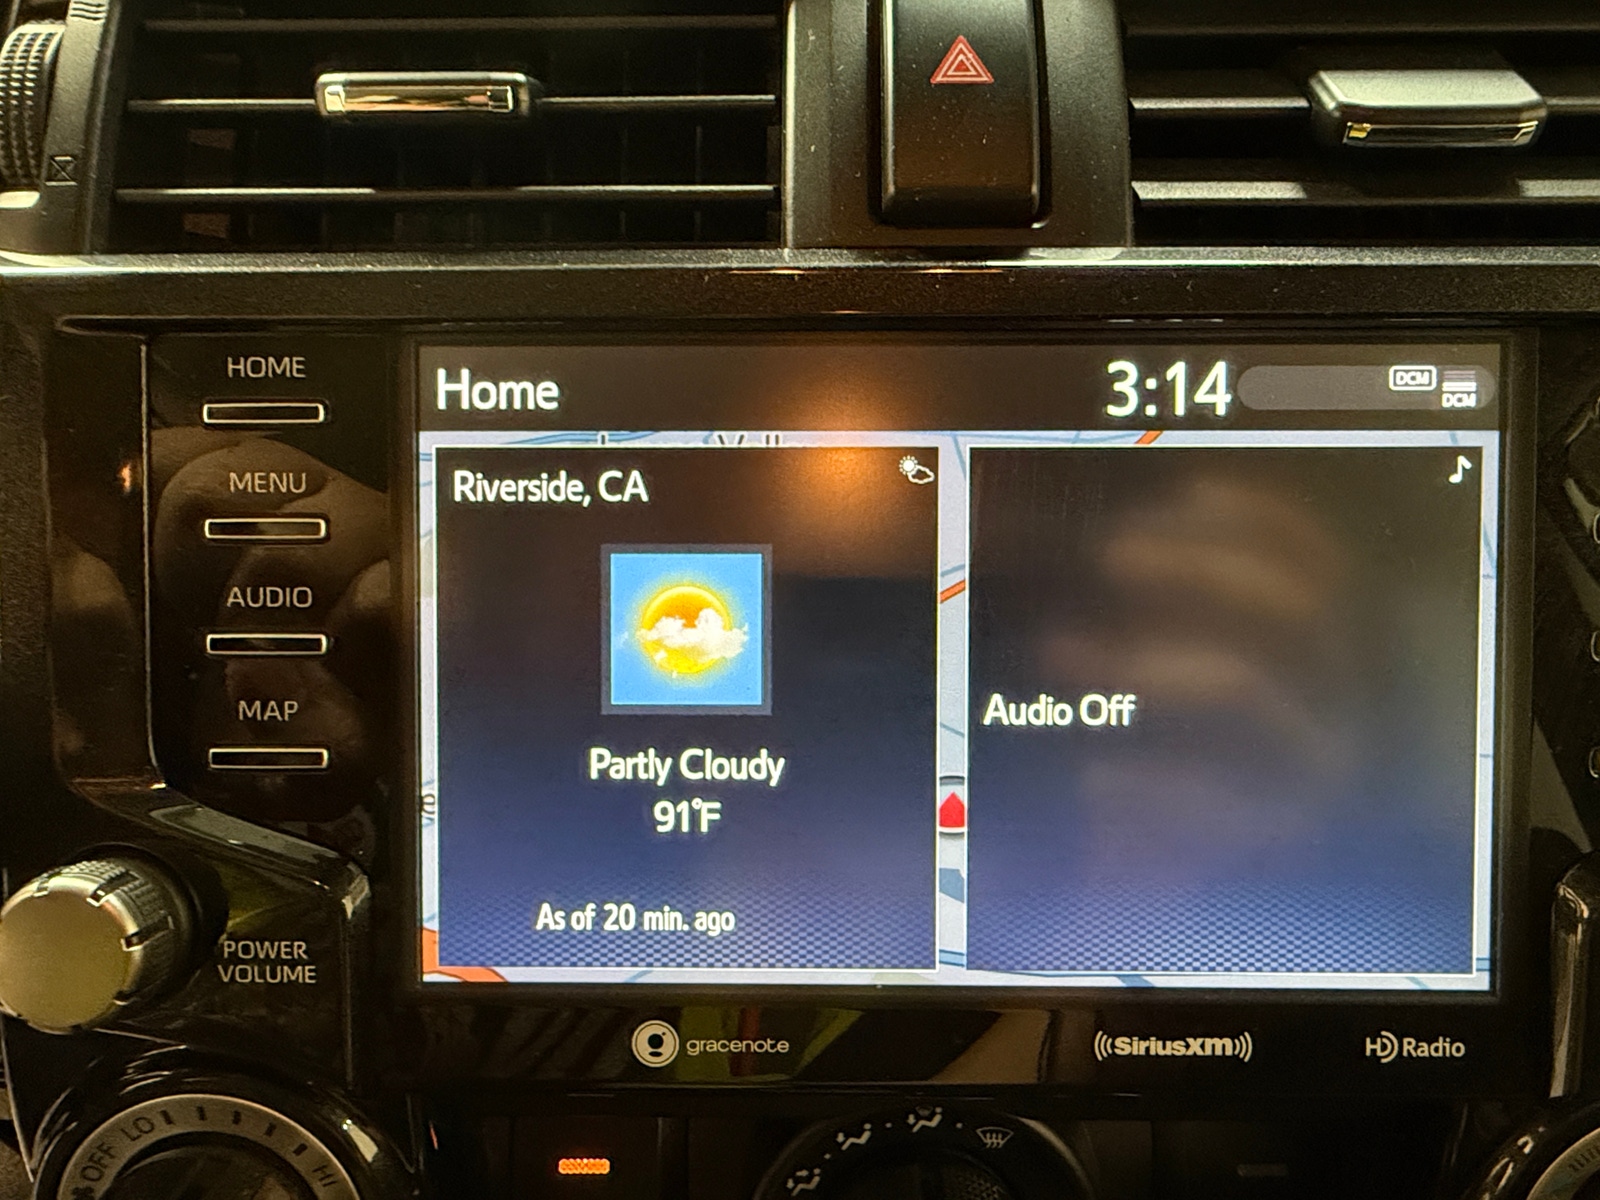 HOME
MENU
AUDIO
MAP
POWER
VOLUME
Home
3:14
DCM
DCM
Riverside, CA
Partly Cloudy
91°F
As of 20 min. ago
Audio Off
gracenote
((SiriusXM))
HD Radio
OFF LO HI